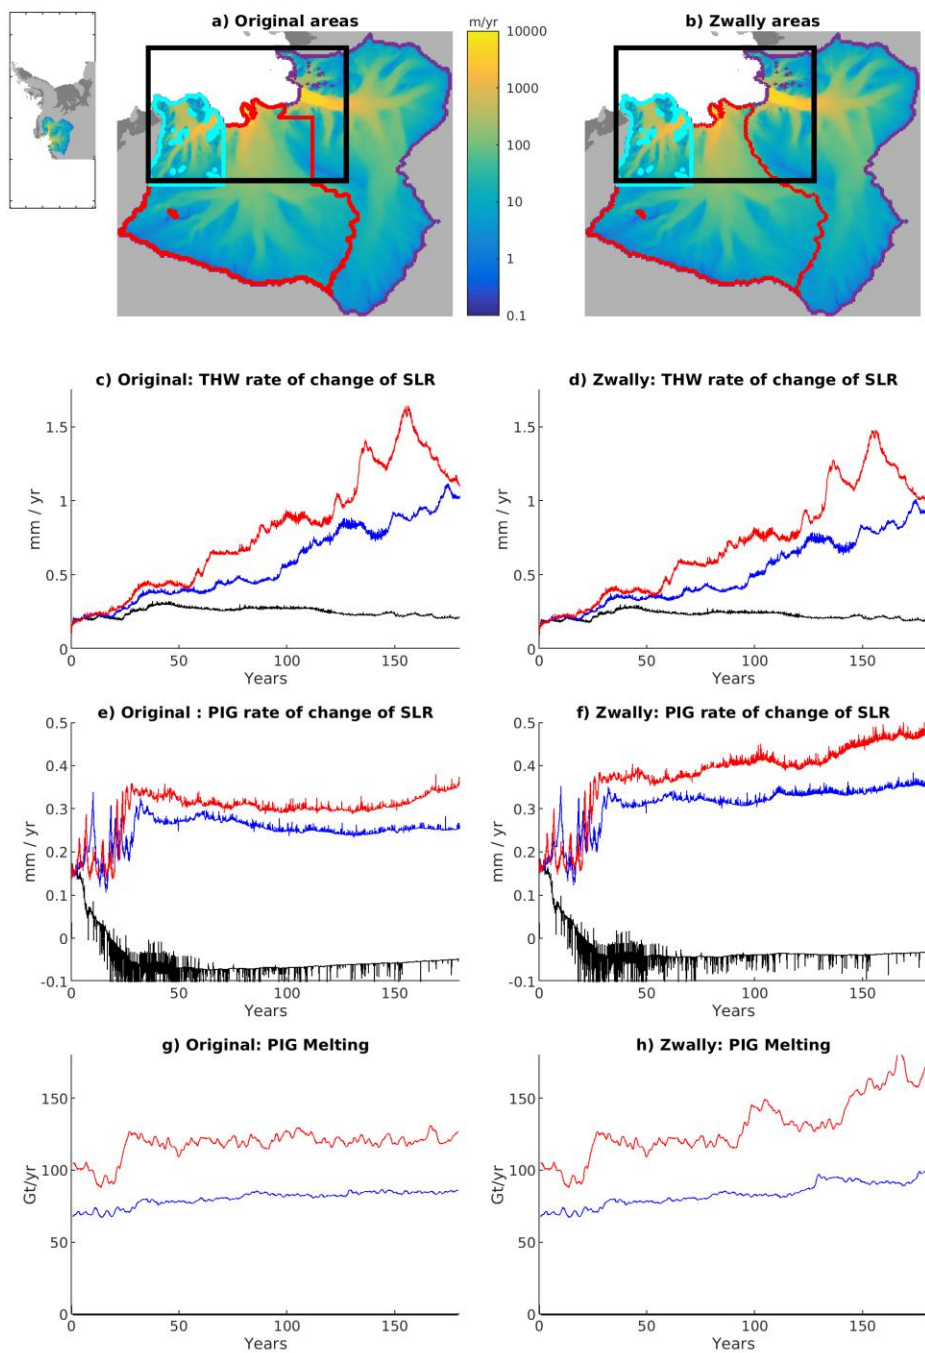 a) Original areas
m/yr
b) Zwally areas
10000
1000
100
10
1
0.1
c) Original: THW rate of change of SLR
d) Zwally: THW rate of change of SLR
1.5
1
0.5
0
mm / yr
0 50 100 150
Years
1.5
1
0.5
0
mm / yr
0 50 100 150
Years
e) Original : PIG rate of change of SLR
f) Zwally: PIG rate of change of SLR
0.5
0.4
0.3
0.2
0.1
0
-0.1
mm / yr
0 50 100 150
Years
0.5
0.4
0.3
0.2
0.1
0
-0.1
mm / yr
0 50 100 150
Years
g) Original: PIG Melting
h) Zwally: PIG Melting
150
100
50
0
Gt/yr
0 50 100 150
Years
150
100
50
0
Gt/yr
0 50 100 150
Years